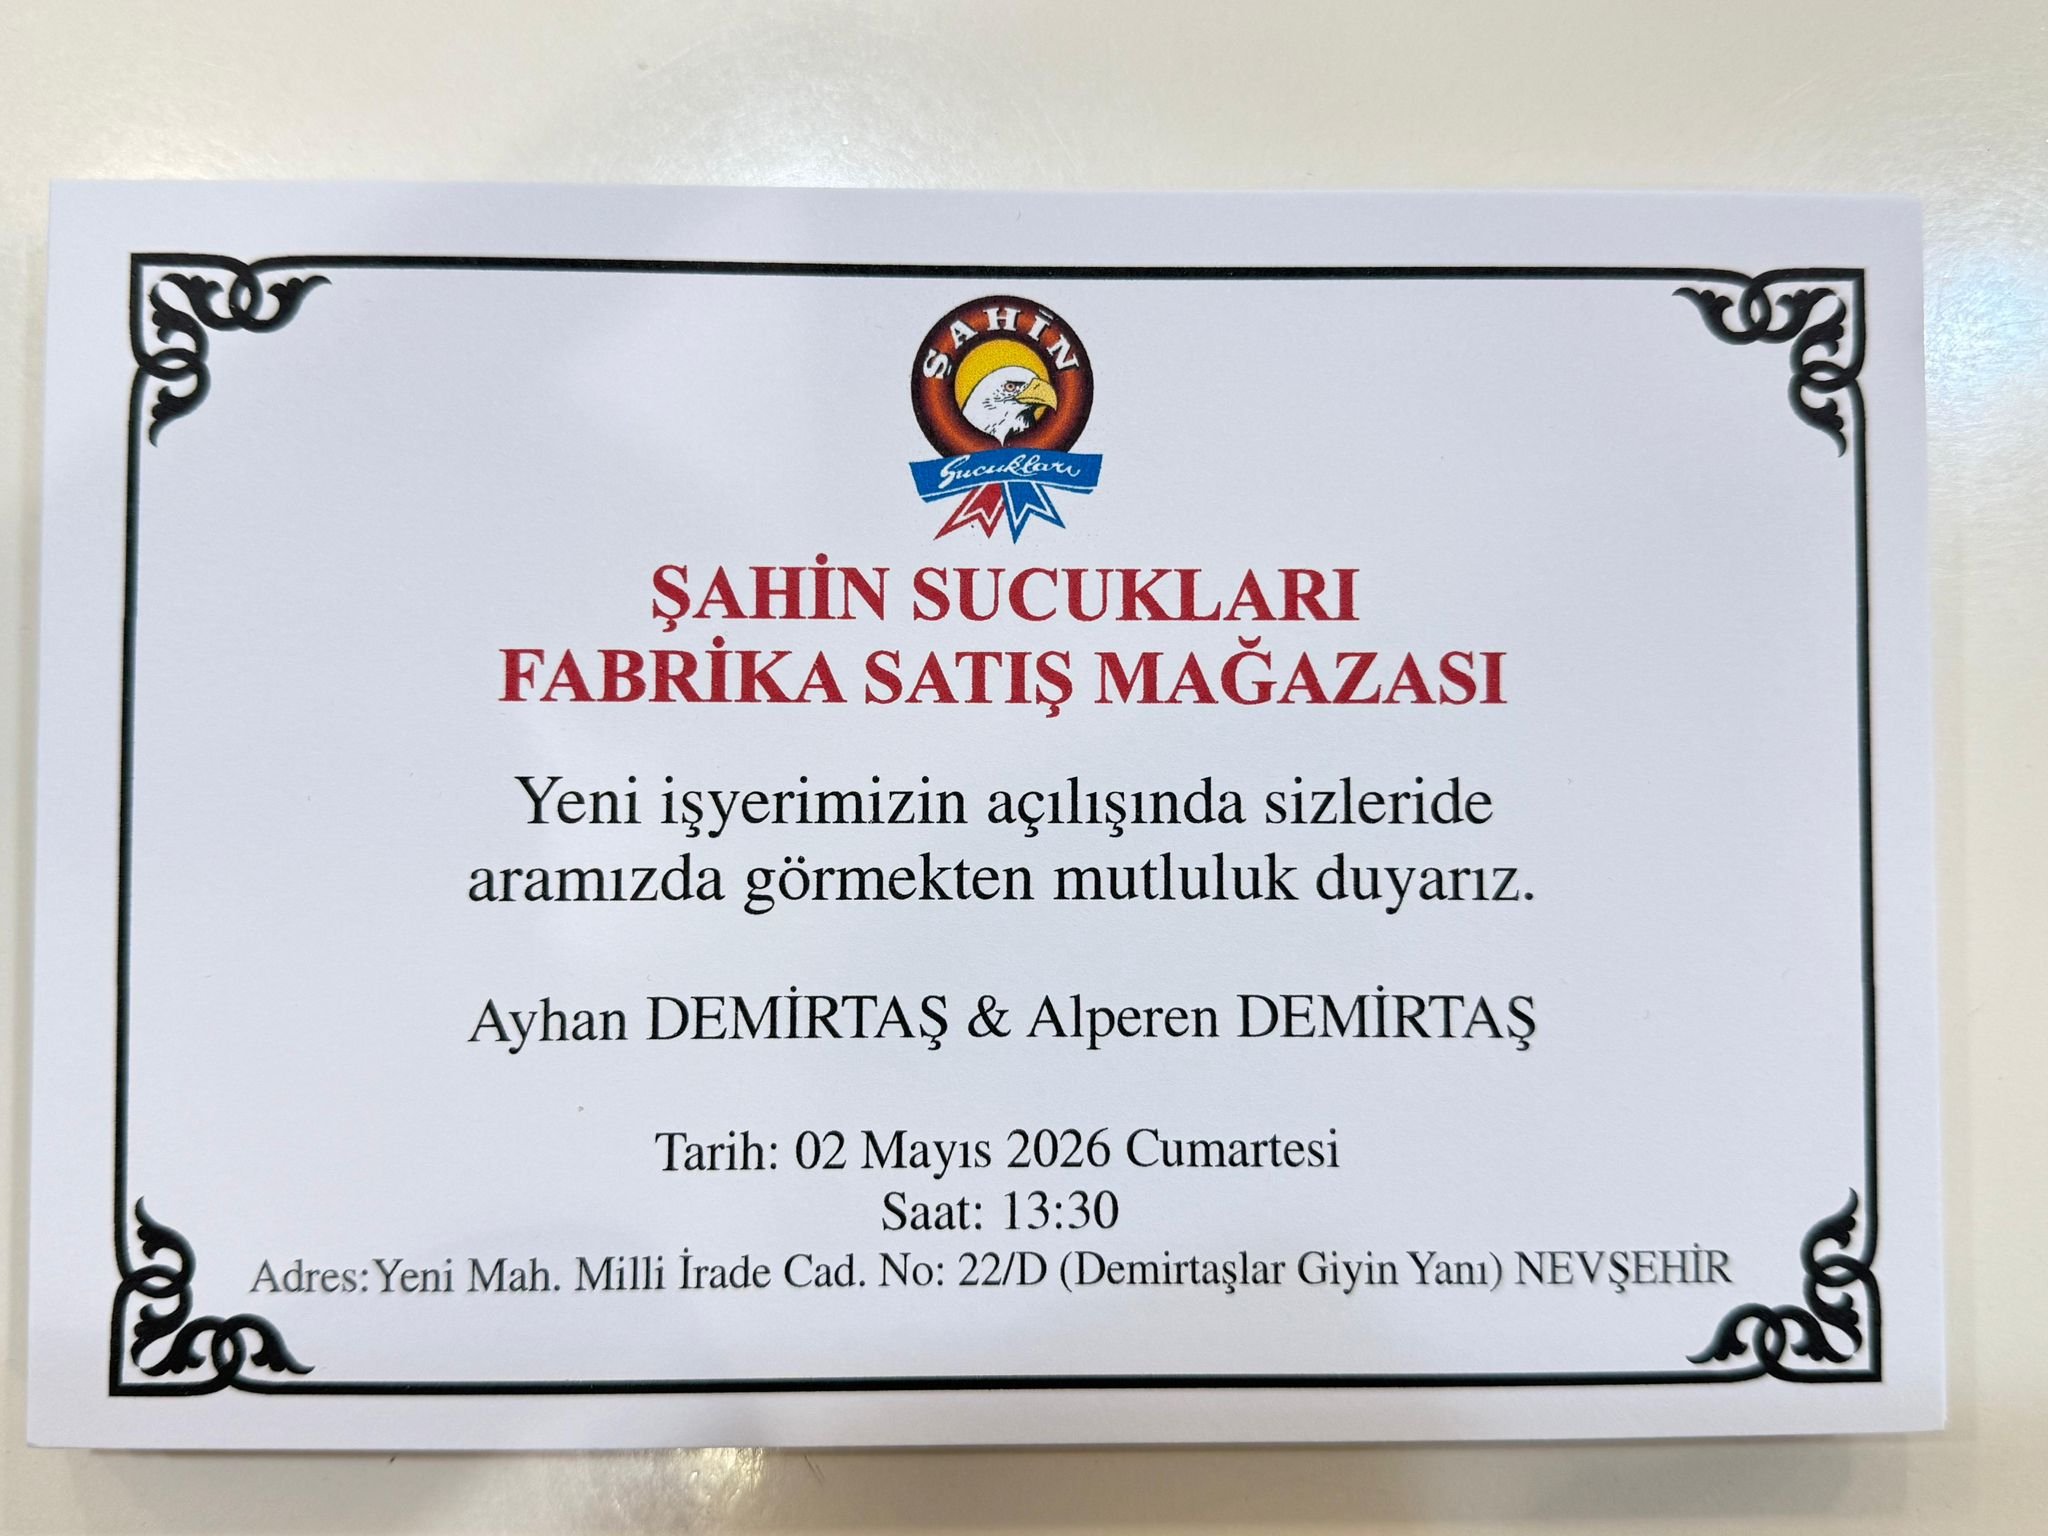 ŞAHİN
Sucukları
ŞAHİN SUCUKLARI
FABRİKA SATIŞ MAĞAZASI
Yeni işyerimizin açılışında sizleride
aramızda görmekten mutluluk duyarız.
Ayhan DEMİRTAŞ & Alperen DEMİRTAŞ
Tarih: 02 Mayıs 2026 Cumartesi
Saat: 13:30
Adres:Yeni Mah. Milli İrade Cad. No: 22/D (Demirtaşlar Giyin Yanı) NEVŞEHİR